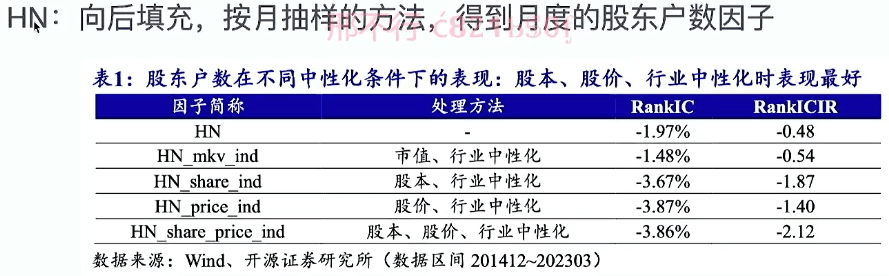 HN：向后填充，按月抽样的方法，得到月度的股东户数因子
表1：股东户数在不同中性化条件下的表现：股本、股价、行业中性化时表现最好
因子简称 处理方法 RankIC RankICIR
HN - -1.97% -0.48
HN_mkv_ind 市值、行业中性化 -1.48% -0.54
HN_share_ind 股本、行业中性化 -3.67% -1.87
HN_price_ind 股价、行业中性化 -3.87% -1.40
HN_share_price_ind 股本、股价、行业中性化 -3.86% -2.12
数据来源：Wind、开源证券研究所（数据区间 201412~202303）